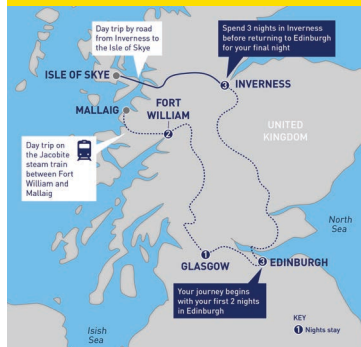 Day trip by road
from Inverness to
the Isle of Skye
Spend 3 nights in Inverness
before returning to Edinburgh
for your final night
ISLE OF SKYE
3 INVERNESS
MALLAIG
FORT
WILLIAM
2
UNITED
KINGDOM
Day trip on
the Jacobite
steam train
between Fort
William and
Mallaig
North
Sea
1
GLASGOW
3 EDINBURGH
Your journey begins
with your first 2 nights
in Edinburgh
KEY
1 Nights stay
Isish
Sea